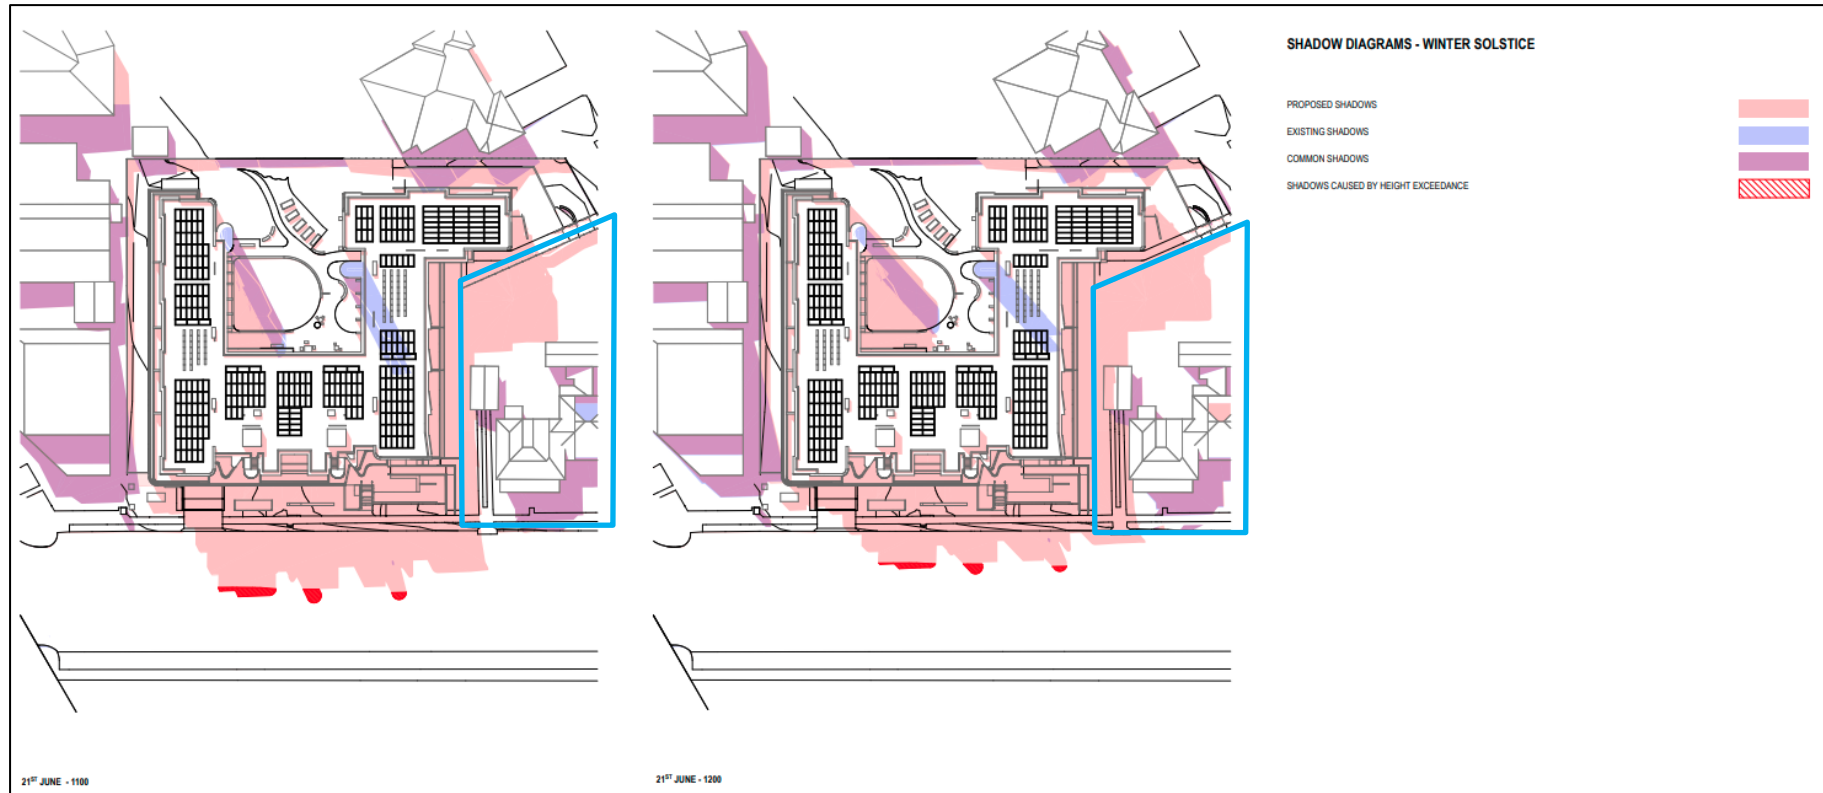 SHADOW DIAGRAMS - WINTER SOLSTICE
PROPOSED SHADOWS
EXISTING SHADOWS
COMMON SHADOWS
SHADOWS CAUSED BY HEIGHT EXCEEDANCE
21ST JUNE - 1100
21ST JUNE - 1200